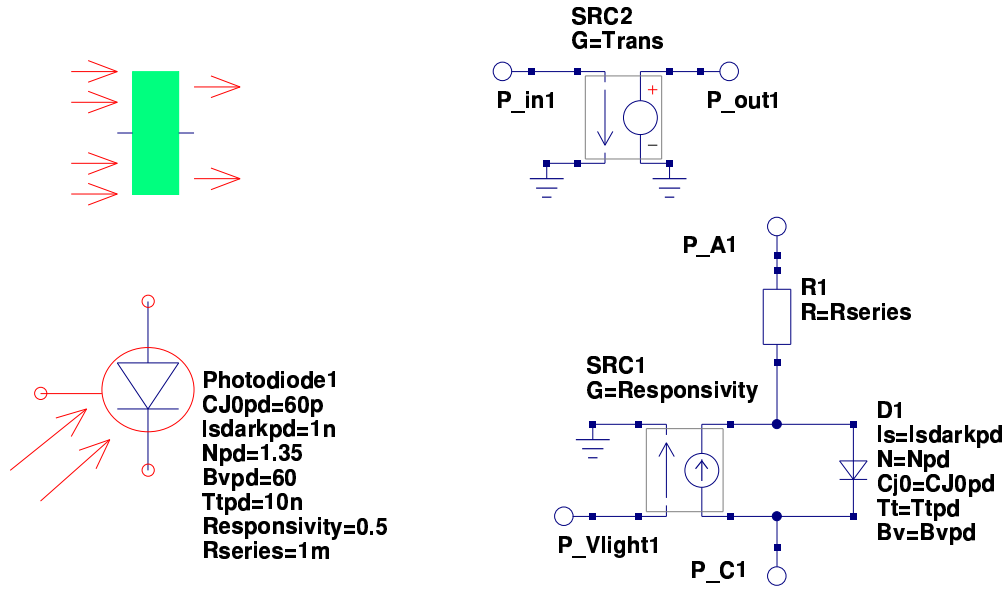 SRC2
G=Trans
P_in1
P_out1
+
−
P_A1
R1
R=Rseries
SRC1
G=Responsivity
P_Vlight1
P_C1
D1
Is=Isdarkpd
N=Npd
Cj0=CJ0pd
Tt=Ttpd
Bv=Bvpd
Photodiode1
CJ0pd=60p
Isdarkpd=1n
Npd=1.35
Bvpd=60
Ttpd=10n
Responsivity=0.5
Rseries=1m